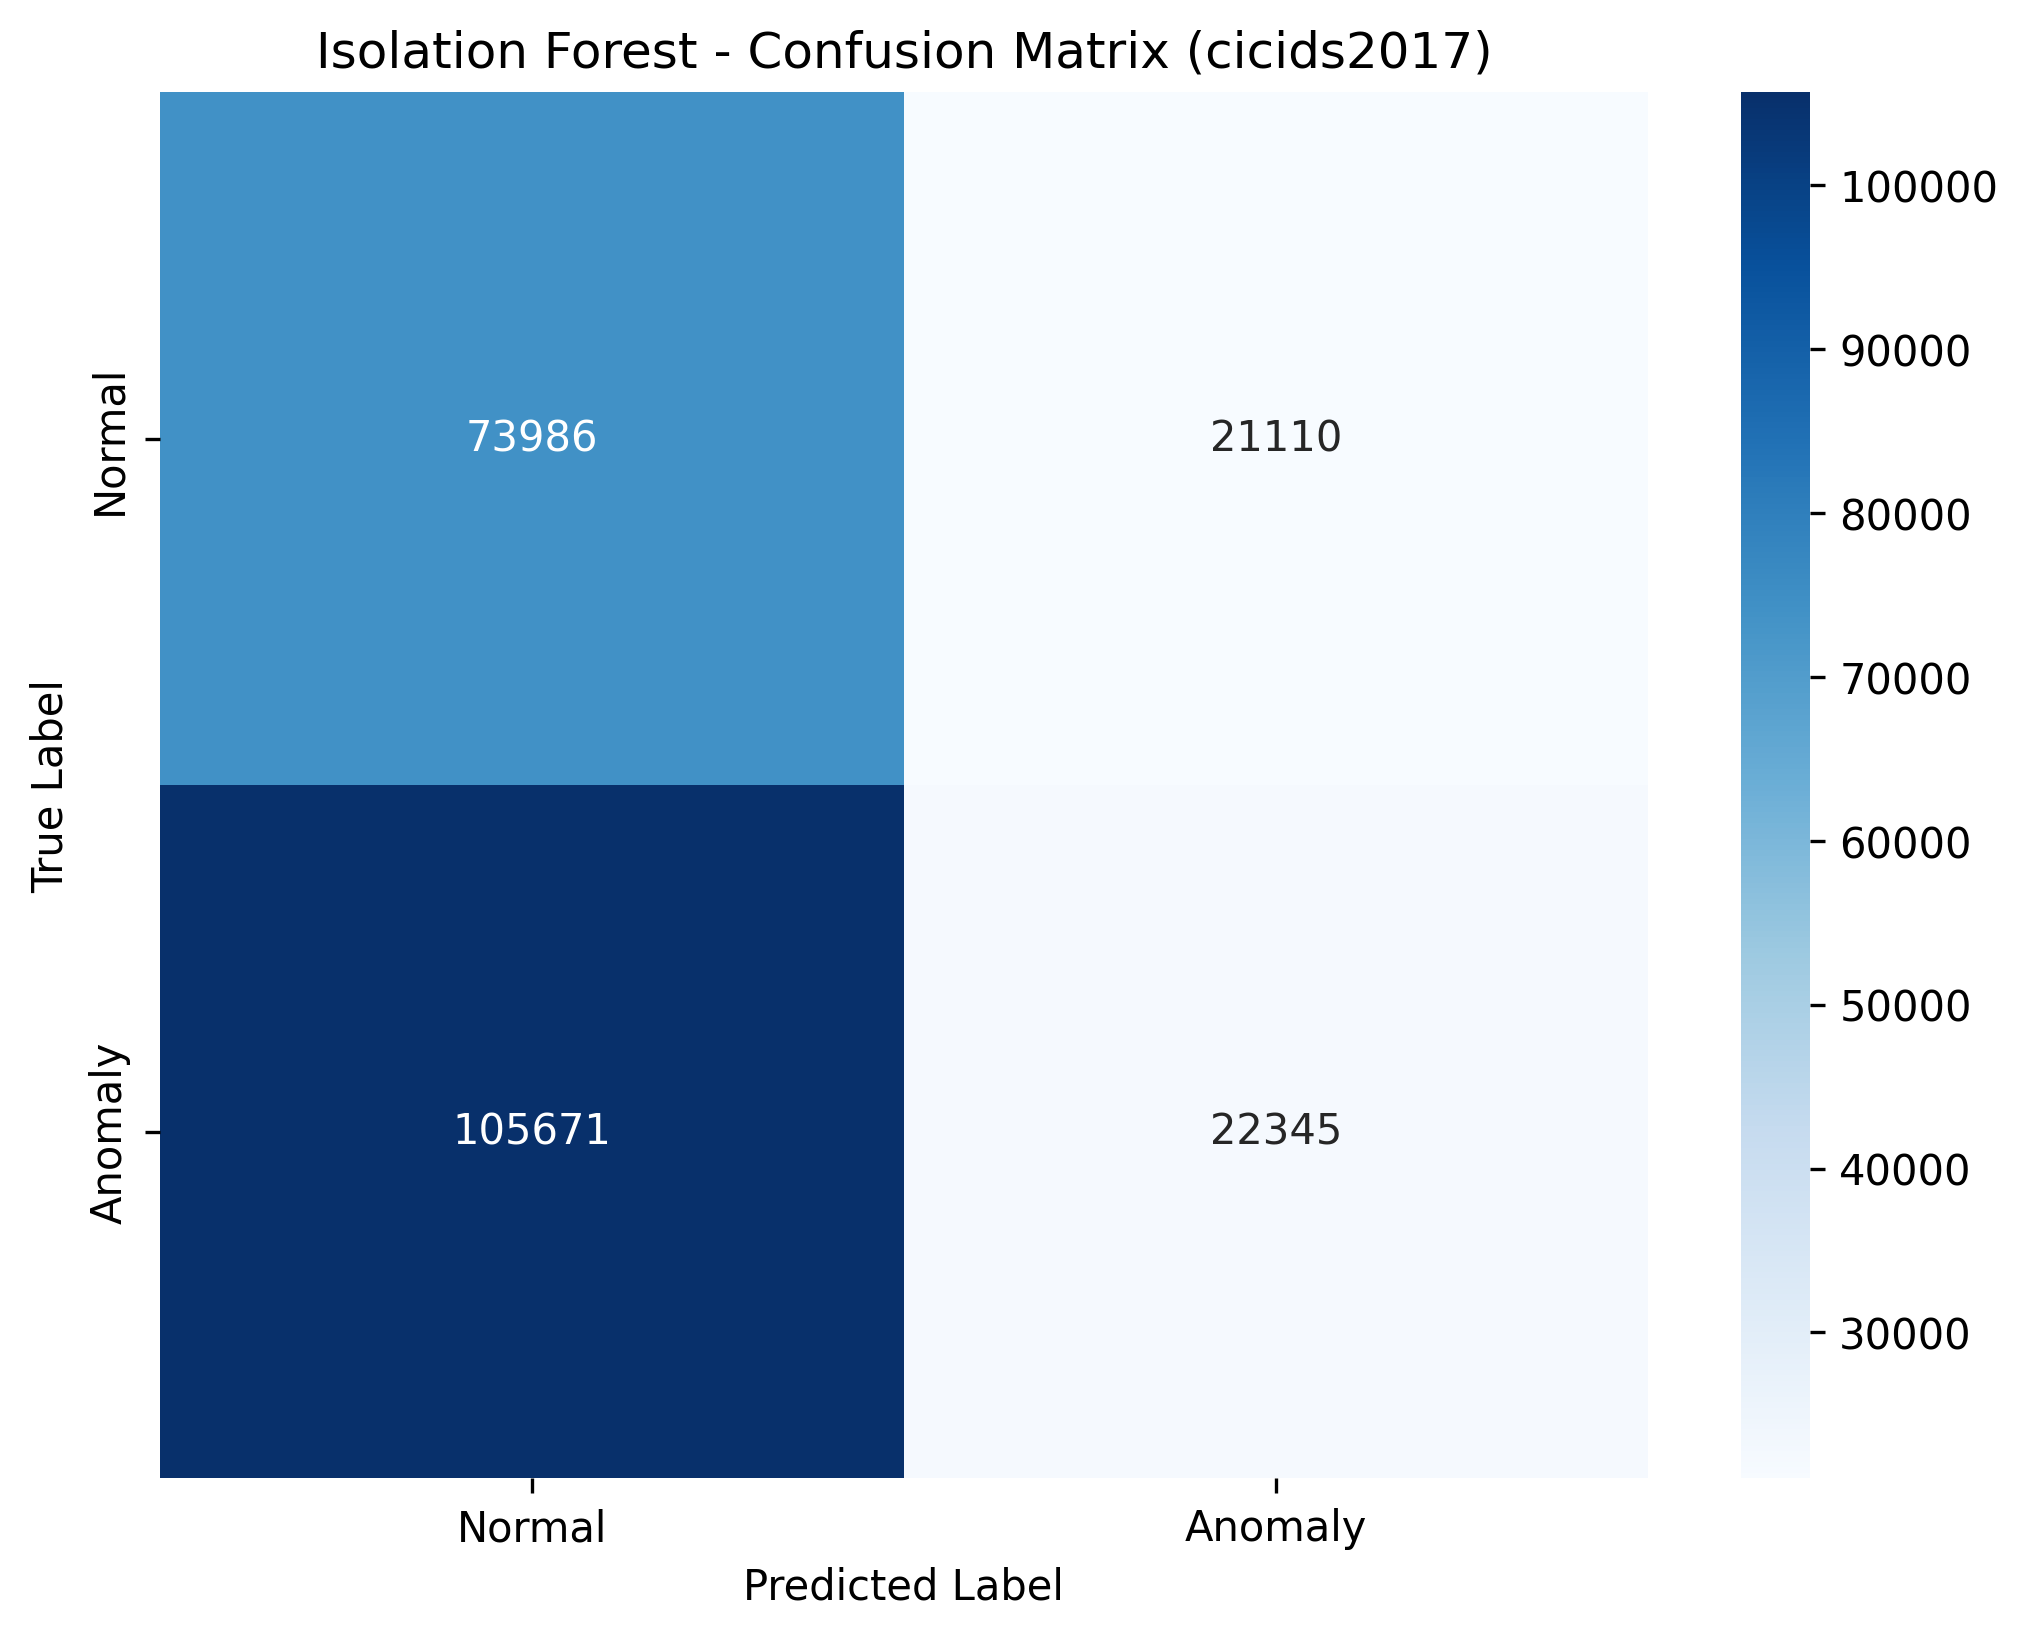 Isolation Forest - Confusion Matrix (cicids2017)
True Label
Normal
Anomaly
73986
21110
105671
22345
Normal
Anomaly
Predicted Label
100000
90000
80000
70000
60000
50000
40000
30000